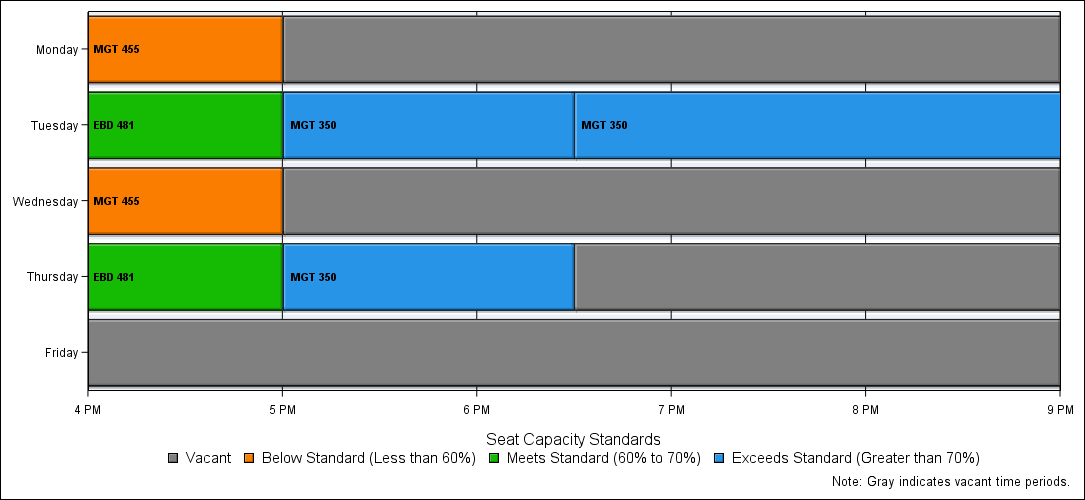 Monday MGT 455
Tuesday EBD 481 MGT 350 MGT 350
Wednesday MGT 455
Thursday EBD 481 MGT 350
Friday
4 PM 5 PM 6 PM 7 PM 8 PM 9 PM
Seat Capacity Standards
Vacant Below Standard (Less than 60%) Meets Standard (60% to 70%) Exceeds Standard (Greater than 70%)
Note: Gray indicates vacant time periods.